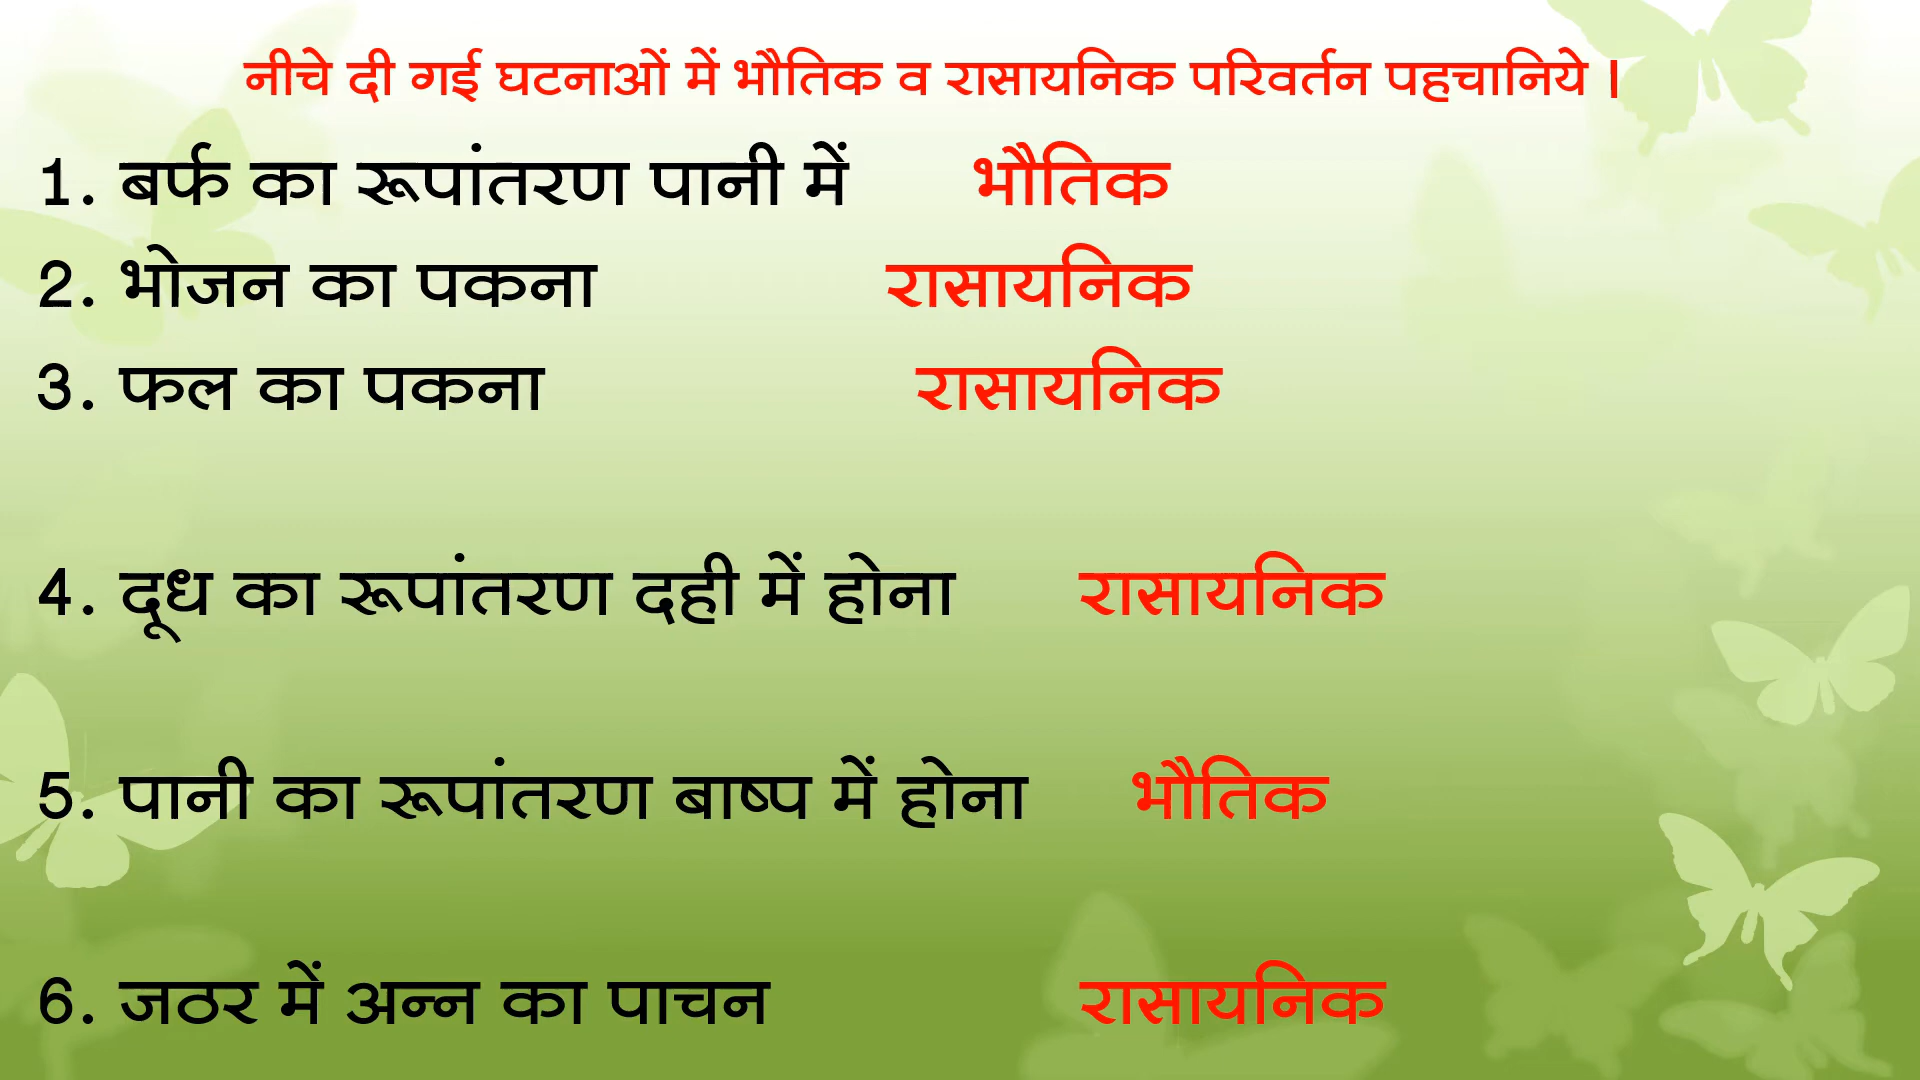 नीचे दी गई घटनाओं में भौतिक व रासायनिक परिवर्तन पहचानिये ।
1. बर्फ का रूपांतरण पानी में भौतिक
2. भोजन का पकना रासायनिक
3. फल का पकना रासायनिक
4. दूध का रूपांतरण दही में होना रासायनिक
5. पानी का रूपांतरण बाष्प में होना भौतिक
6. जठर में अन्न का पाचन रासायनिक